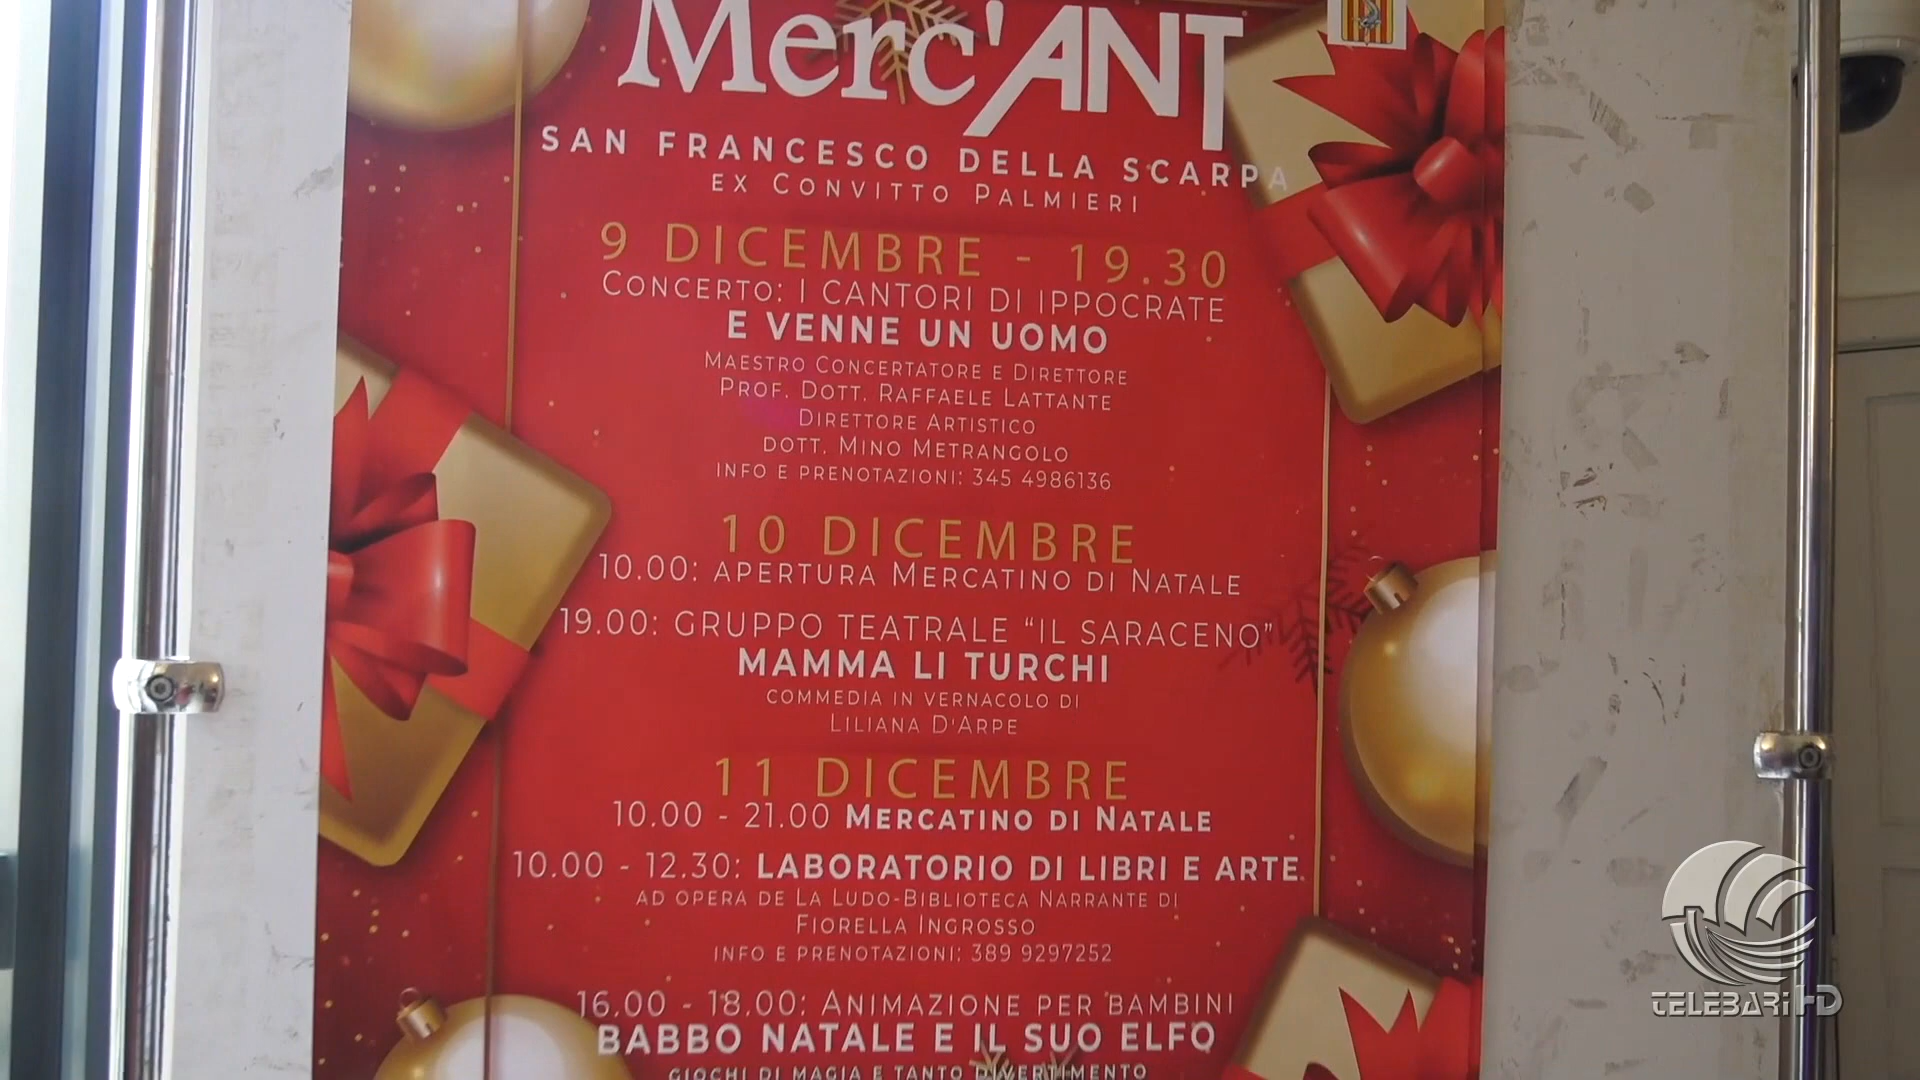 Merc'ANT
SAN FRANCESCO DELLA SCARPA
EX CONVITTO PALMIERI
9 DICEMBRE - 19.30
CONCERTO: I CANTORI DI IPPOCRATE
E VENNE UN UOMO
MAESTRO CONCERTATORE E DIRETTORE
PROF. DOTT. RAFFAELE LATTANTE
DIRETTORE ARTISTICO
DOTT. MINO METRANGOLO
INFO E PRENOTAZIONI: 345 4986136
10 DICEMBRE
10.00: APERTURA MERCATINO DI NATALE
19.00: GRUPPO TEATRALE “IL SARACENO”
MAMMA LI TURCHI
COMMEDIA IN VERNACOLO DI
LILIANA D'ARPE
11 DICEMBRE
10.00 - 21.00 MERCATINO DI NATALE
10.00 - 12.30: LABORATORIO DI LIBRI E ARTE
AD OPERA DE LA LUDO-BIBLIOTECA NARRANTE DI
FIORELLA INGROSSO
INFO E PRENOTAZIONI: 389 9297252
16.00 - 18.00: ANIMAZIONE PER BAMBINI
BABBO NATALE E IL SUO ELFO
GIOCHI DI MAGIA E TANTO DIVERTIMENTO
TELEBARI HD